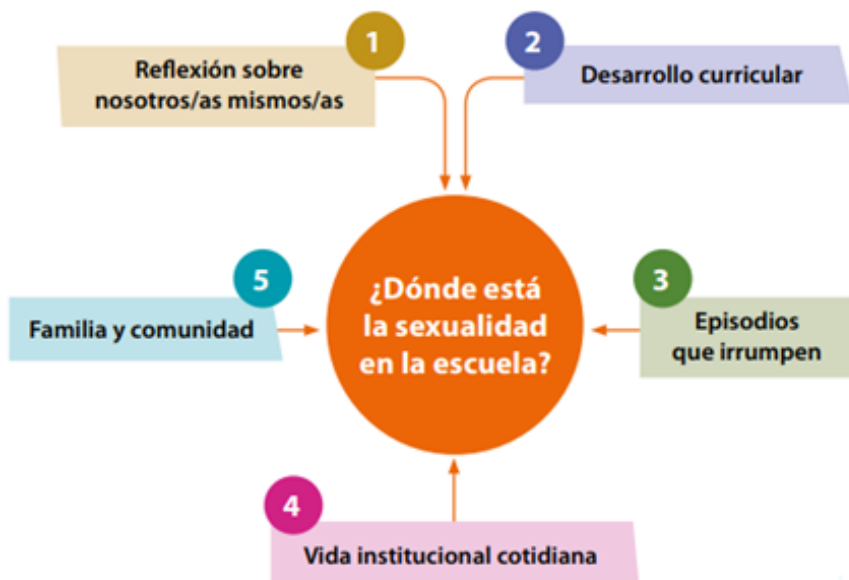 1
Reflexión sobre
nosotros/as mismos/as
2
Desarrollo curricular
¿Dónde está
la sexualidad
en la escuela?
3
Episodios
que irrumpen
4
Vida institucional cotidiana
5
Familia y comunidad